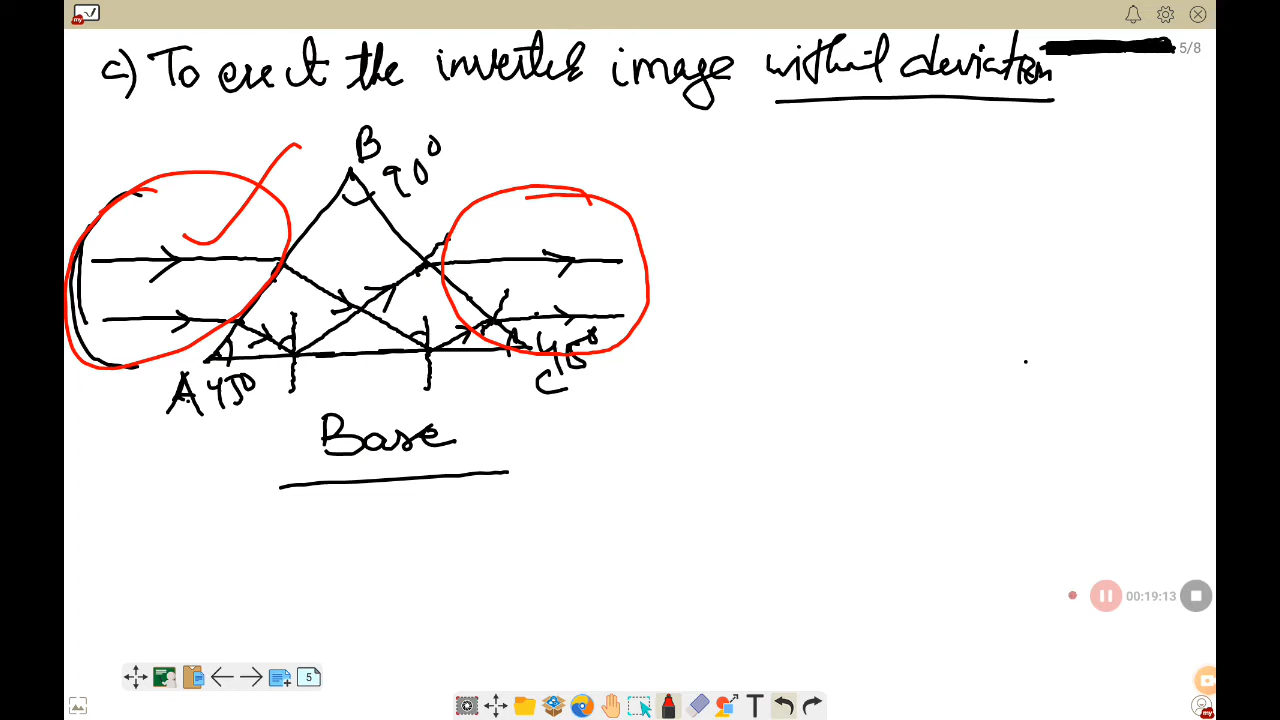 c) To erect the inverted image without deviation
5/8
B
90°
A 45°
45°
C
Base
00:19:13
5
T